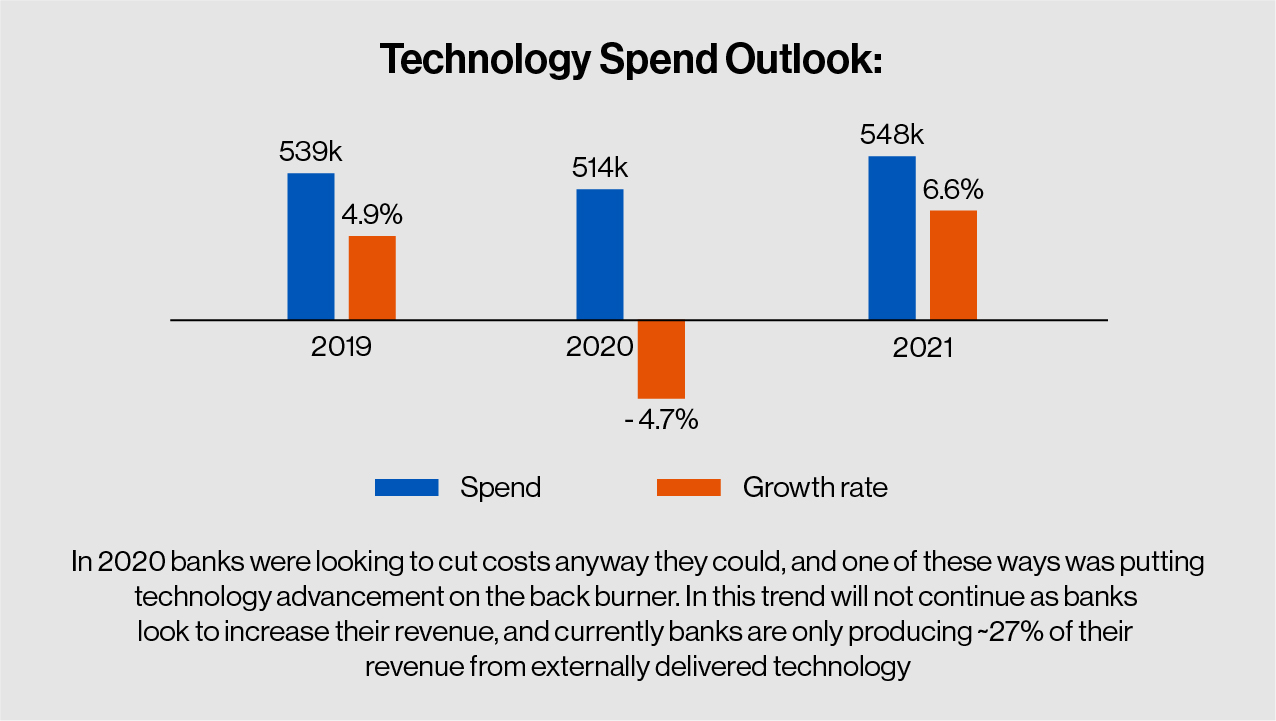 Technology Spend Outlook:
539k
4.9%
514k
- 4.7%
548k
6.6%
2019
2020
2021
Spend
Growth rate
In 2020 banks were looking to cut costs anyway they could, and one of these ways was putting
technology advancement on the back burner. In this trend will not continue as banks
look to increase their revenue, and currently banks are only producing ~27% of their
revenue from externally delivered technology